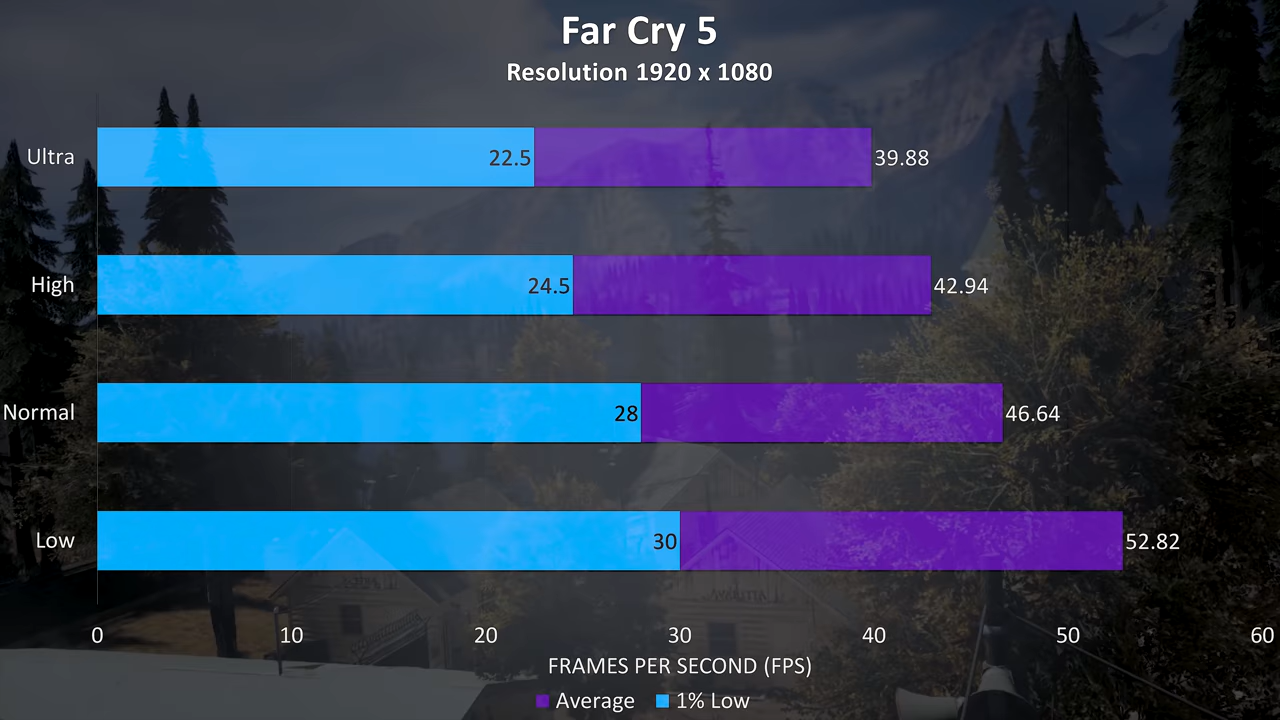 Far Cry 5
Resolution 1920 x 1080
Ultra 22.5 39.88
High 24.5 42.94
Normal 28 46.64
Low 30 52.82
0 10 20 30 40 50 60
FRAMES PER SECOND (FPS)
Average 1% Low